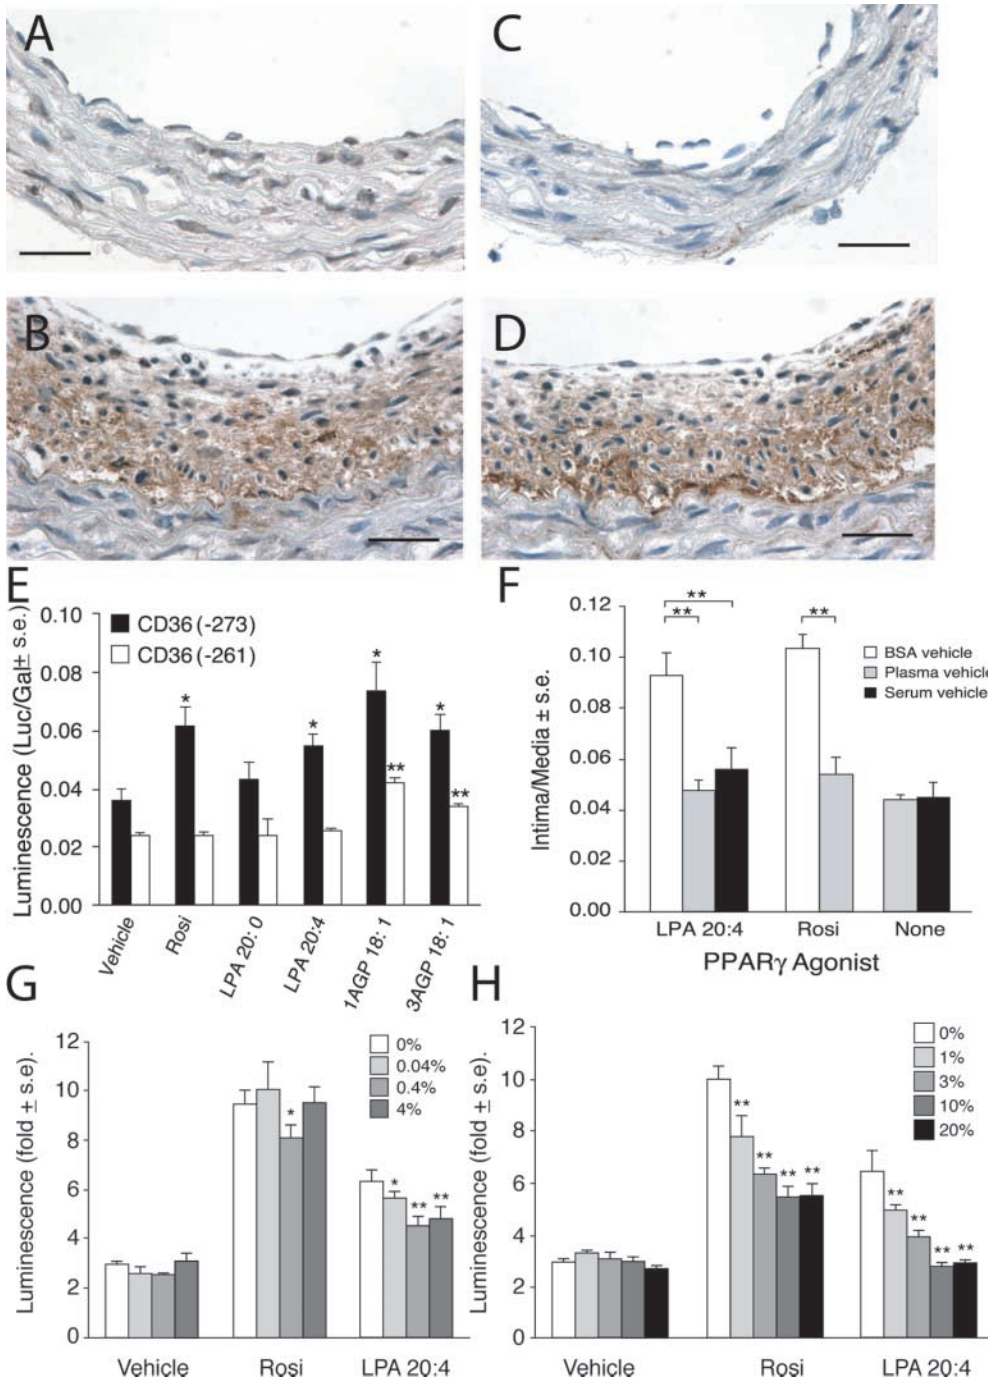 A
C
B
D
E
Luminescence (Luc/Gal± s.e.)
0.10
0.08
0.06
0.04
0.02
0.00
CD36 (-273)
CD36 (-261)
*
*
*
*
**
**
Vehicle
Rosi
LPA 20:0
LPA 20:4
1AGP 18:1
3AGP 18:1
F
Intima/Media ± s.e.
0.12
0.10
0.08
0.06
0.04
0.02
0.00
**
**
**
BSA vehicle
Plasma vehicle
Serum vehicle
LPA 20:4 Rosi None
PPARγ Agonist
G
Luminescence (fold ± s.e).
12
10
8
6
4
2
0
0%
0.04%
0.4%
4%
*
*
**
**
Vehicle Rosi LPA 20:4
H
Luminescence (fold ± s.e).
12
10
8
6
4
2
0
0%
1%
3%
10%
20%
**
**
**
**
**
**
**
**
Vehicle Rosi LPA 20:4